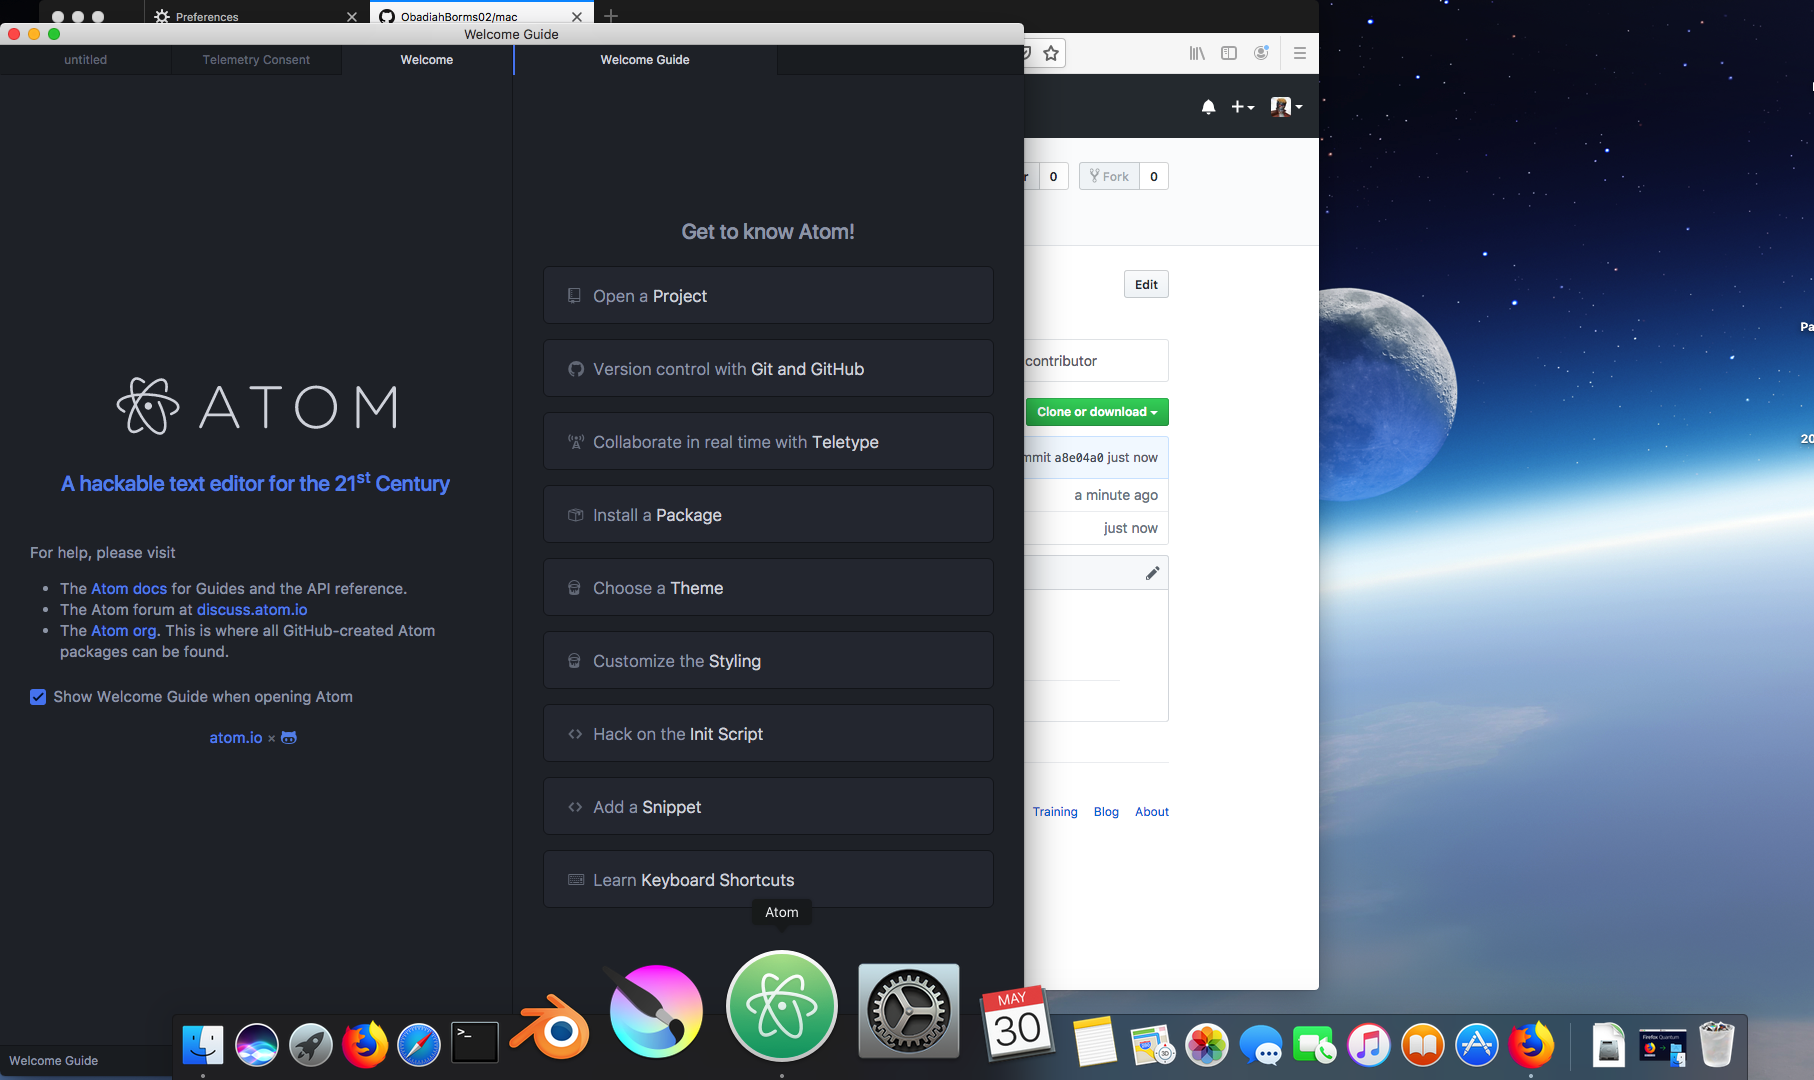 Preferences
ObadiahBorms02/mac
Welcome Guide
untitled
Telemetry Consent
Welcome
Welcome Guide
Fork
0
0
Get to know Atom!
Edit
Open a Project
contributor
Version control with Git and GitHub
Clone or download
ATOM
Collaborate in real time with Teletype
mmit a8e04a0 just now
A hackable text editor for the 21st Century
a minute ago
Install a Package
just now
For help, please visit
The Atom docs for Guides and the API reference.
The Atom forum at discuss.atom.io
The Atom org. This is where all GitHub-created Atom
packages can be found.
Choose a Theme
Customize the Styling
Show Welcome Guide when opening Atom
atom.io ×
Hack on the Init Script
Add a Snippet
Training
Blog
About
Learn Keyboard Shortcuts
Atom
Pa
20
MAY
30
>_
3D
Firefox Quantum
Welcome Guide